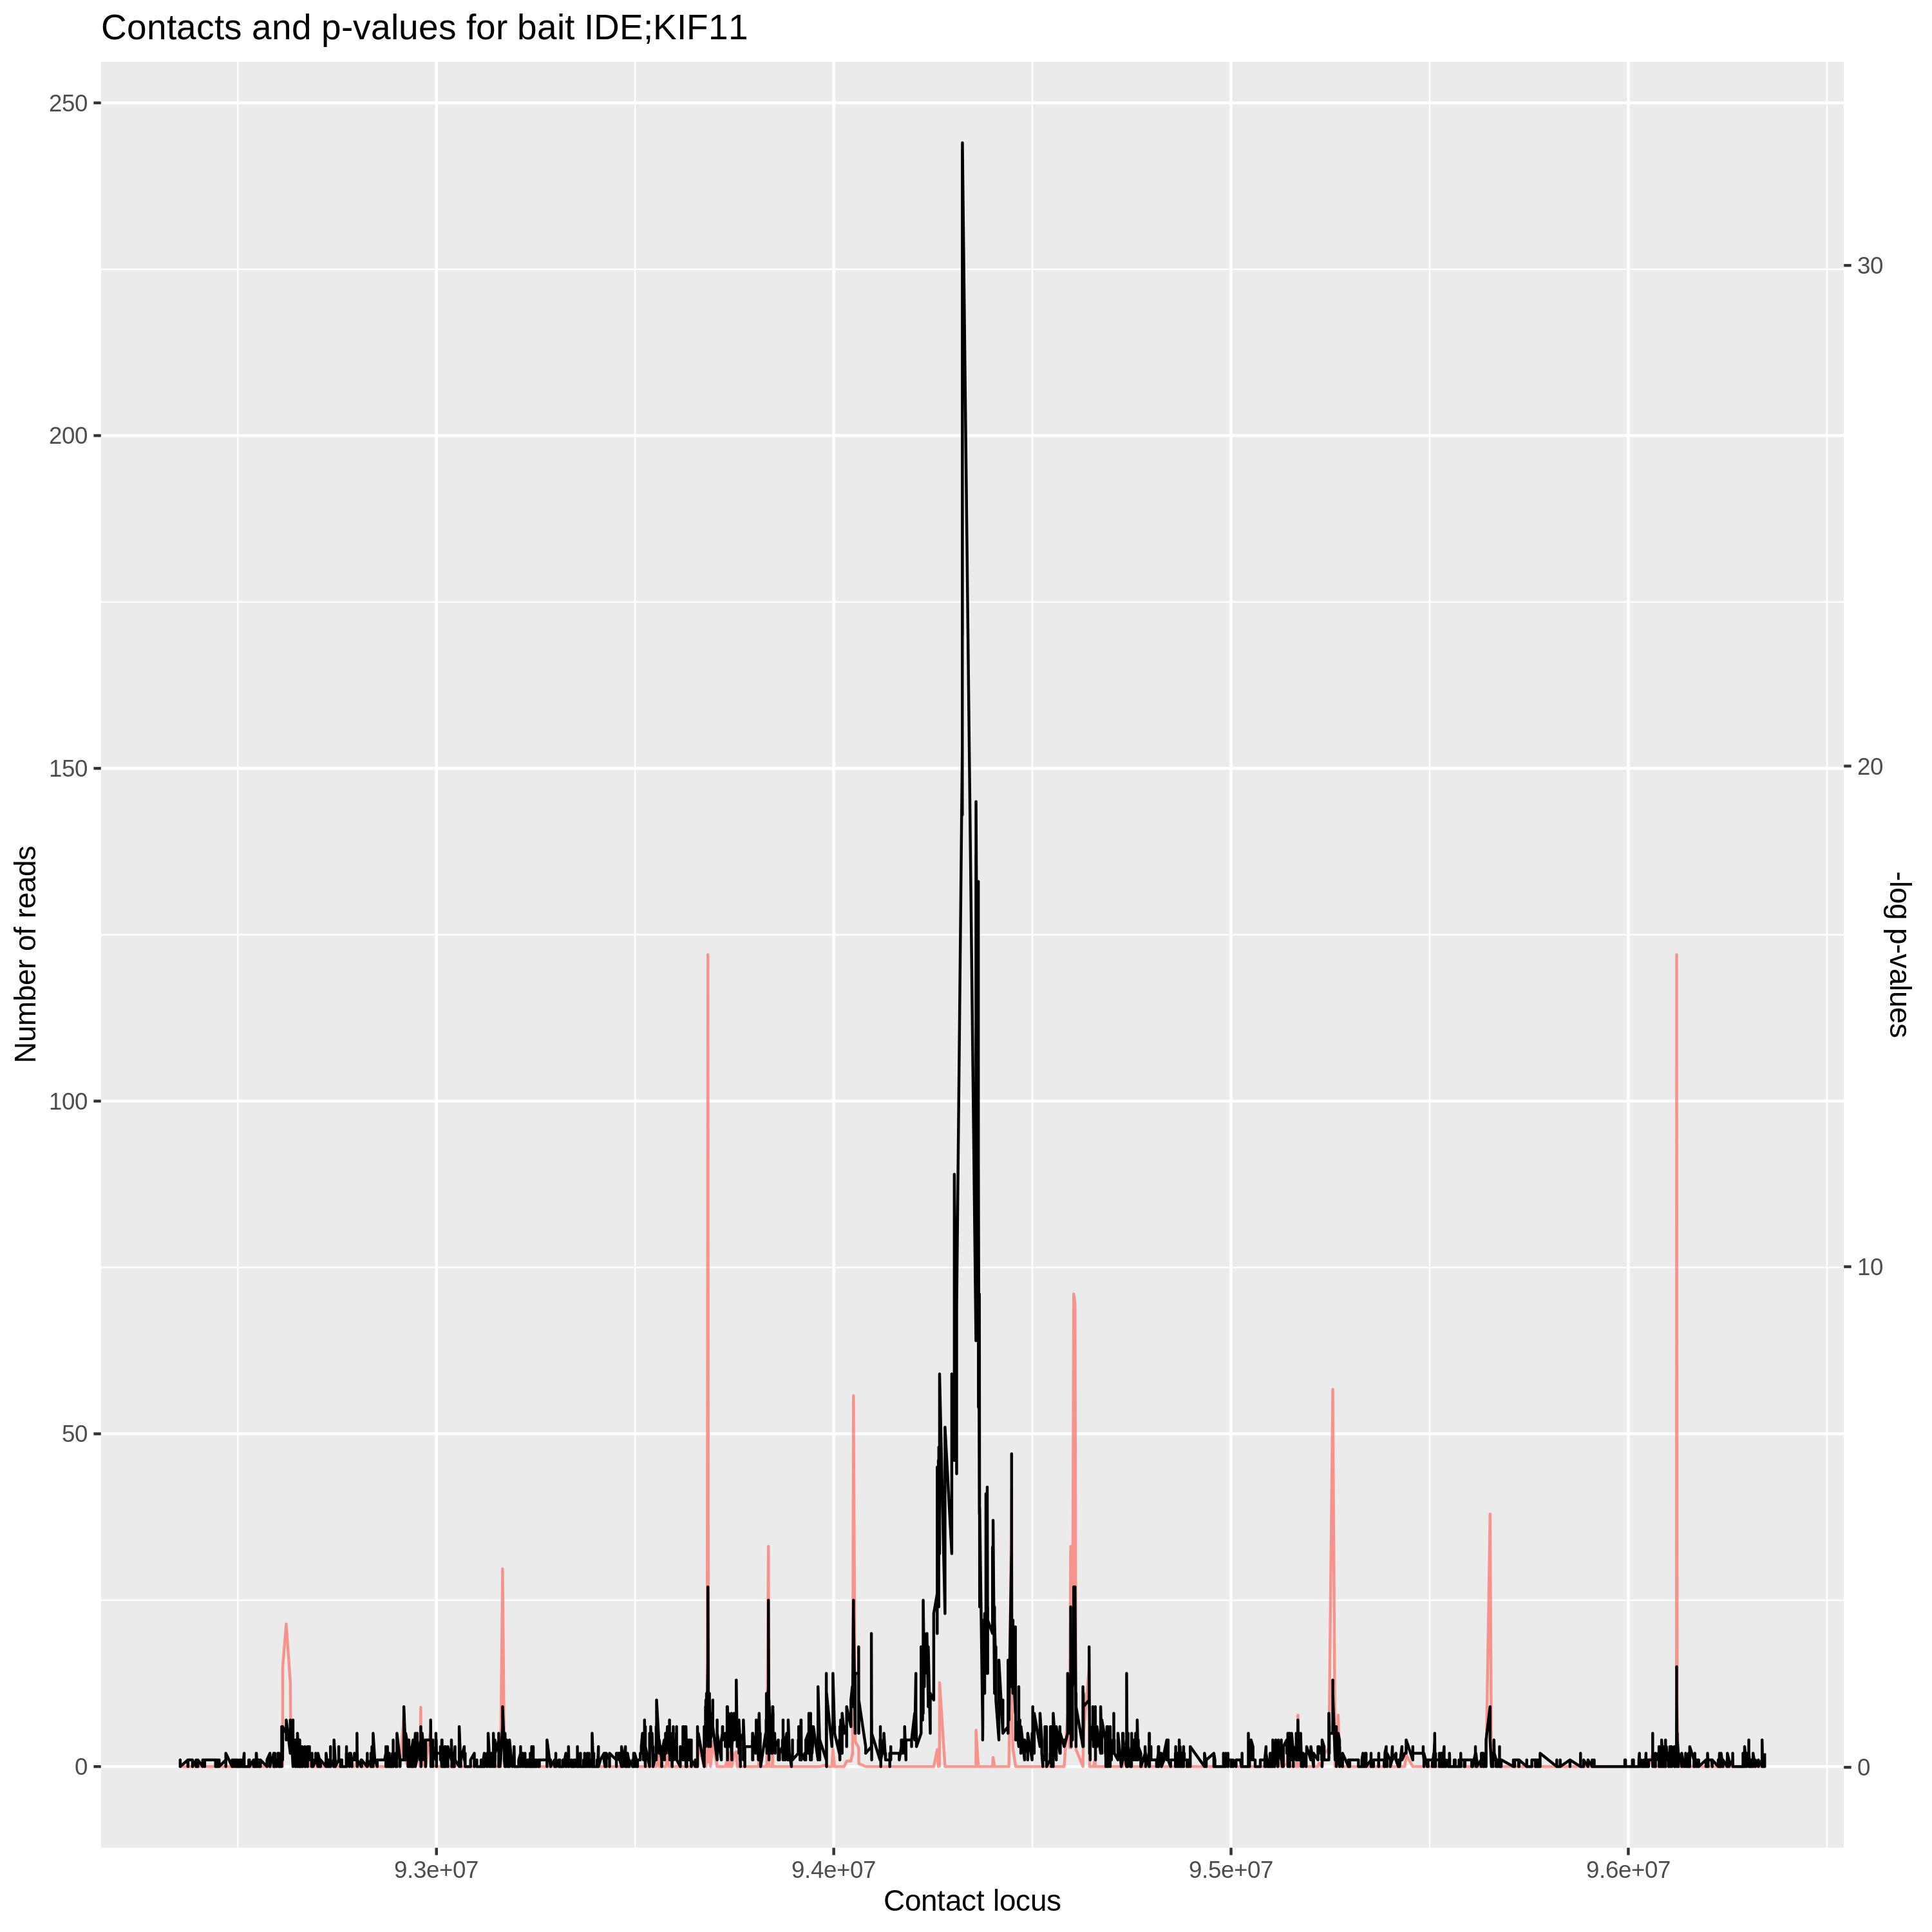 Contacts and p-values for bait IDE;KIF11
250
200
150
100
50
0
Number of reads
30
20
10
0
-log p-values
9.3e+07
9.4e+07
9.5e+07
9.6e+07
Contact locus